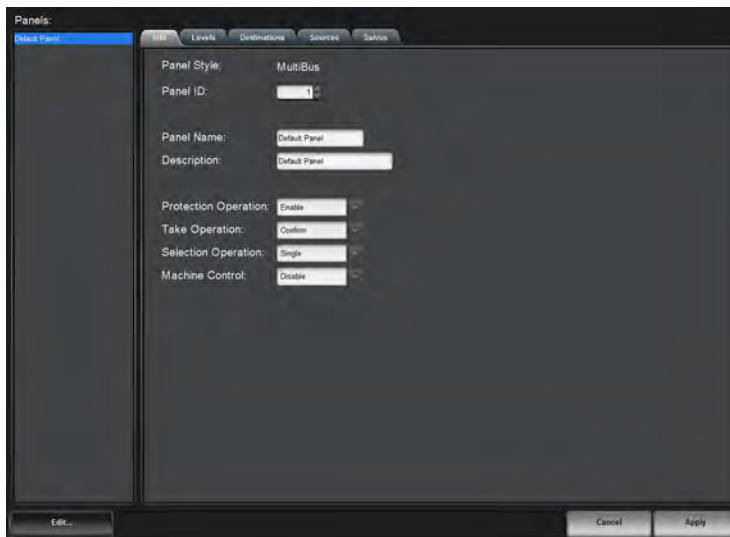 Panels:
Default Panel
Info Levels Destinations Sources Salvos
Panel Style: MultiBus
Panel ID: 1
Panel Name: Default Panel
Description: Default Panel
Protection Operation: Enable
Take Operation: Confirm
Selection Operation: Single
Machine Control: Disable
Edit... Cancel Apply